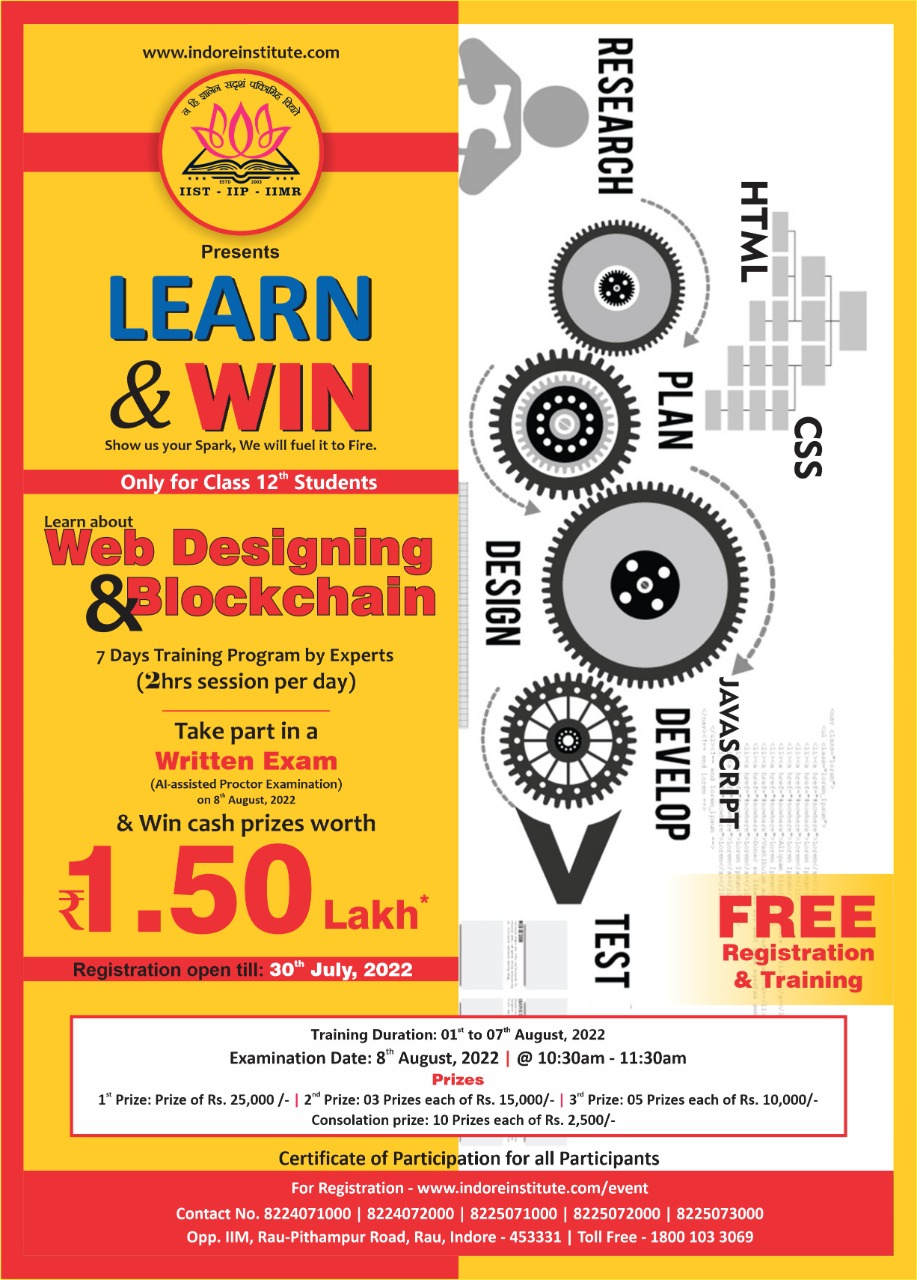 www.indoreinstitute.com
न हि ज्ञानेन सदृशं पवित्रमिह विद्यते
ESTD 2003
IIST - IIP - IIMR
Presents
LEARN
& WIN
Show us your Spark, We will fuel it to Fire.
Only for Class 12th Students
Learn about
Web Designing
&Blockchain
7 Days Training Program by Experts
(2hrs session per day)
Take part in a
Written Exam
(AI-assisted Proctor Examination)
on 8th August, 2022
& Win cash prizes worth
₹1.50 Lakh*
Registration open till: 30th July, 2022
RESEARCH
HTML
PLAN
CSS
DESIGN
JAVASCRIPT
DEVELOP
TEST
FREE
Registration
& Training
Training Duration: 01st to 07th August, 2022
Examination Date: 8th August, 2022 | @ 10:30am - 11:30am
Prizes
1st Prize: Prize of Rs. 25,000 /- | 2nd Prize: 03 Prizes each of Rs. 15,000/- | 3rd Prize: 05 Prizes each of Rs. 10,000/-
Consolation prize: 10 Prizes each of Rs. 2,500/-
Certificate of Participation for all Participants
For Registration - www.indoreinstitute.com/event
Contact No. 8224071000 | 8224072000 | 8225071000 | 8225072000 | 8225073000
Opp. IIM, Rau-Pithampur Road, Rau, Indore - 453331 | Toll Free - 1800 103 3069